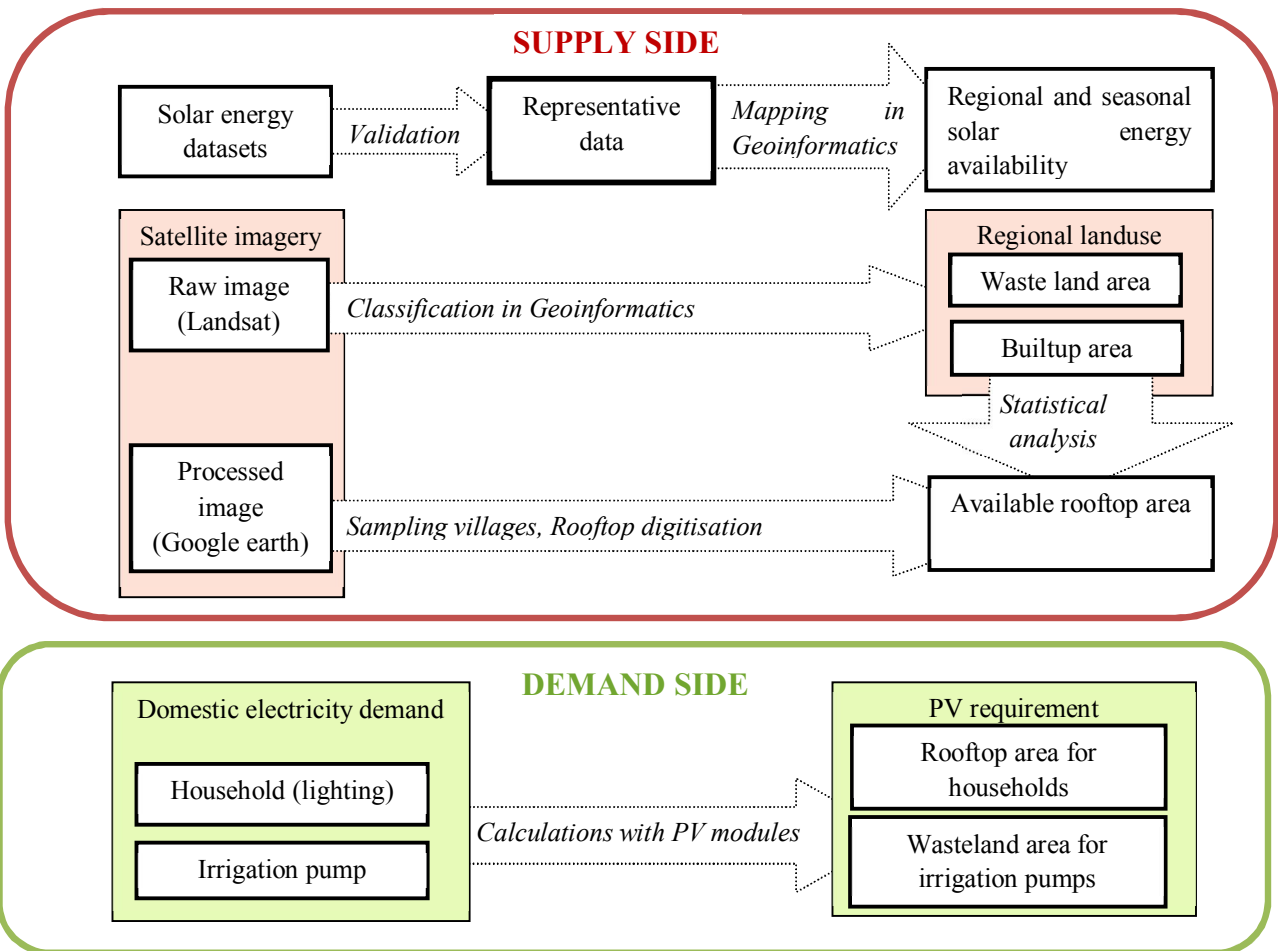 SUPPLY SIDE
Solar energy
datasets
Validation
Representative
data
Mapping in
Geoinformatics
Regional and seasonal
solar energy
availability
Satellite imagery
Raw image
(Landsat)
Classification in Geoinformatics
Regional landuse
Waste land area
Builtup area
Statistical
analysis
Processed
image
(Google earth)
Sampling villages, Rooftop digitisation
Available rooftop area
DEMAND SIDE
Domestic electricity demand
Household (lighting)
Irrigation pump
Calculations with PV modules
PV requirement
Rooftop area for
households
Wasteland area for
irrigation pumps